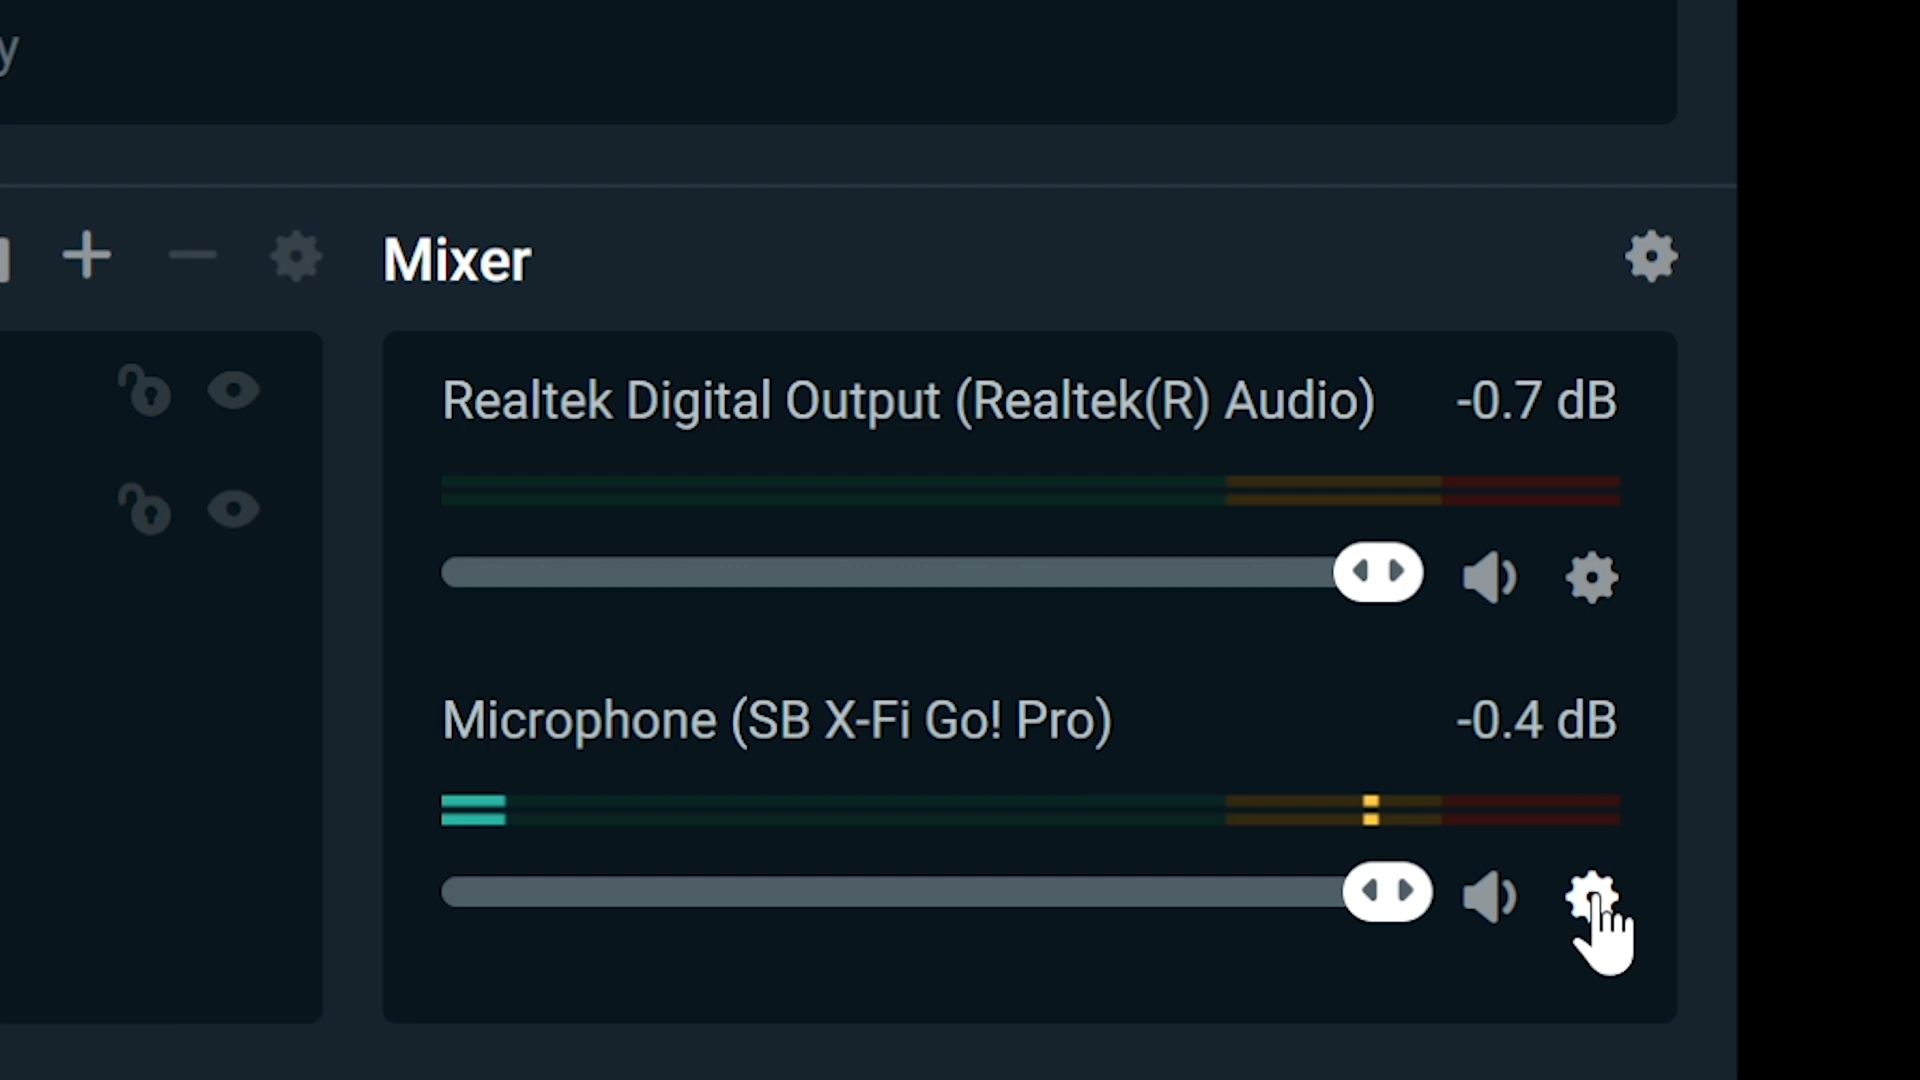 y
Mixer
Realtek Digital Output (Realtek(R) Audio) -0.7 dB
Microphone (SB X-Fi Go! Pro) -0.4 dB